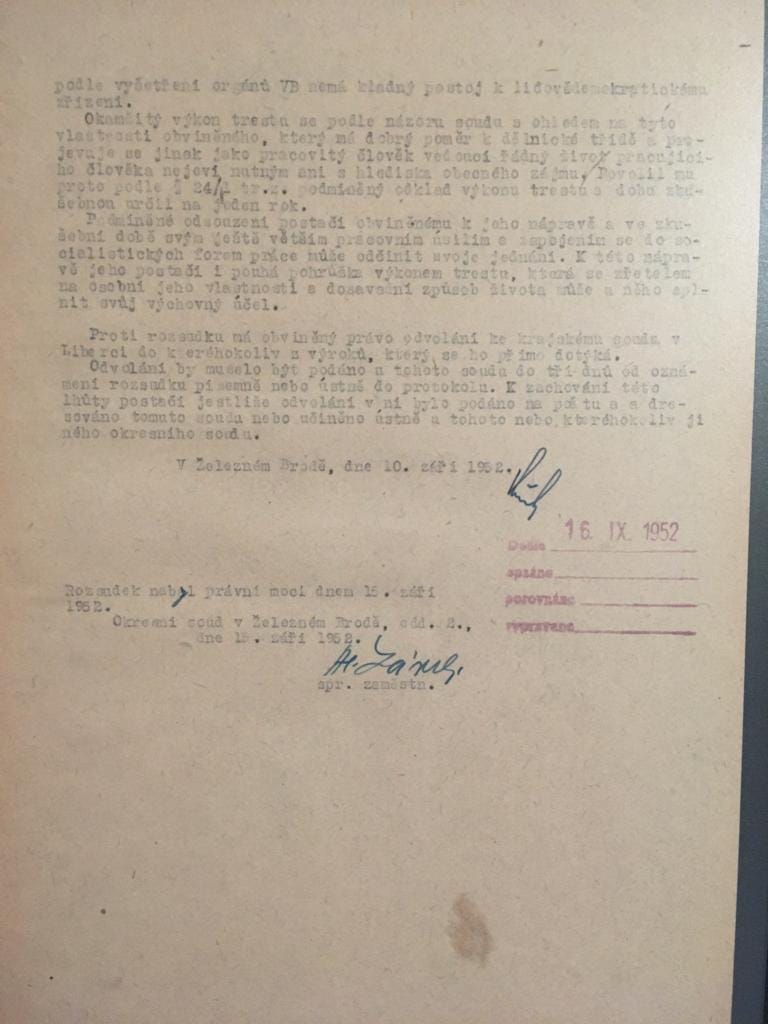 podle vyšetření orgánů VB nemá kladný postoj k lidovědemokratickému
zřízení.
Okamžitý výkon trestu se podle názoru soudu s ohledem na tyto
vlastnosti obviněného, který má dobrý poměr k dělnické třídě a pro-
jevuje se jinak jako pracovitý člověk vedoucí řádný život pracující-
ho člověka nejeví nutným ani s hlediska obecného zájmu. Povolil mu
proto podle § 24/1 tr.z. podmíněný odklad výkonu trestu a dobu zku-
šebnou určil na jeden rok.
Podmíněné odsouzení postačí obviněnému k jeho nápravě a ve zku-
šební době svým ještě větším pracovním úsilím a zapojením se do so-
cialistických forem práce může odčinit svoje jednání. K této nápra-
vě jeho postačí i pouhá pohrůžka výkonem trestu, která se zřetelem
na osobní jeho vlastnosti a dosavadní způsob života může u něho spl-
nit svůj výchovný účel.
Proti rozsudku má obviněný právo odvolání ke krajskému soudu v
Liberci do kteréhokoliv z výroků, který se ho přímo dotýká.
Odvolání by muselo být podáno u tohoto soudu do tří dnů od ozná-
mení rozsudku písemně nebo ústně do protokolu. K zachování této
lhůty postačí jestliže odvolání v ní bylo podáno na poštu a a dre-
sováno tomuto soudu nebo učiněno ústně u tohoto nebo kteréhokoliv ji
ného okresního soudu.
V Železném Brodě, dne 10. září 1952.
Došlo 16. IX. 1952
opsáno
porovnáno
vypraveno
Rozsudek nabyl právní moci dnem 15. září
1952.
Okresní soud v Železném Brodě, odd. 2.,
dne 15. září 1952.
spr. zaměstn.